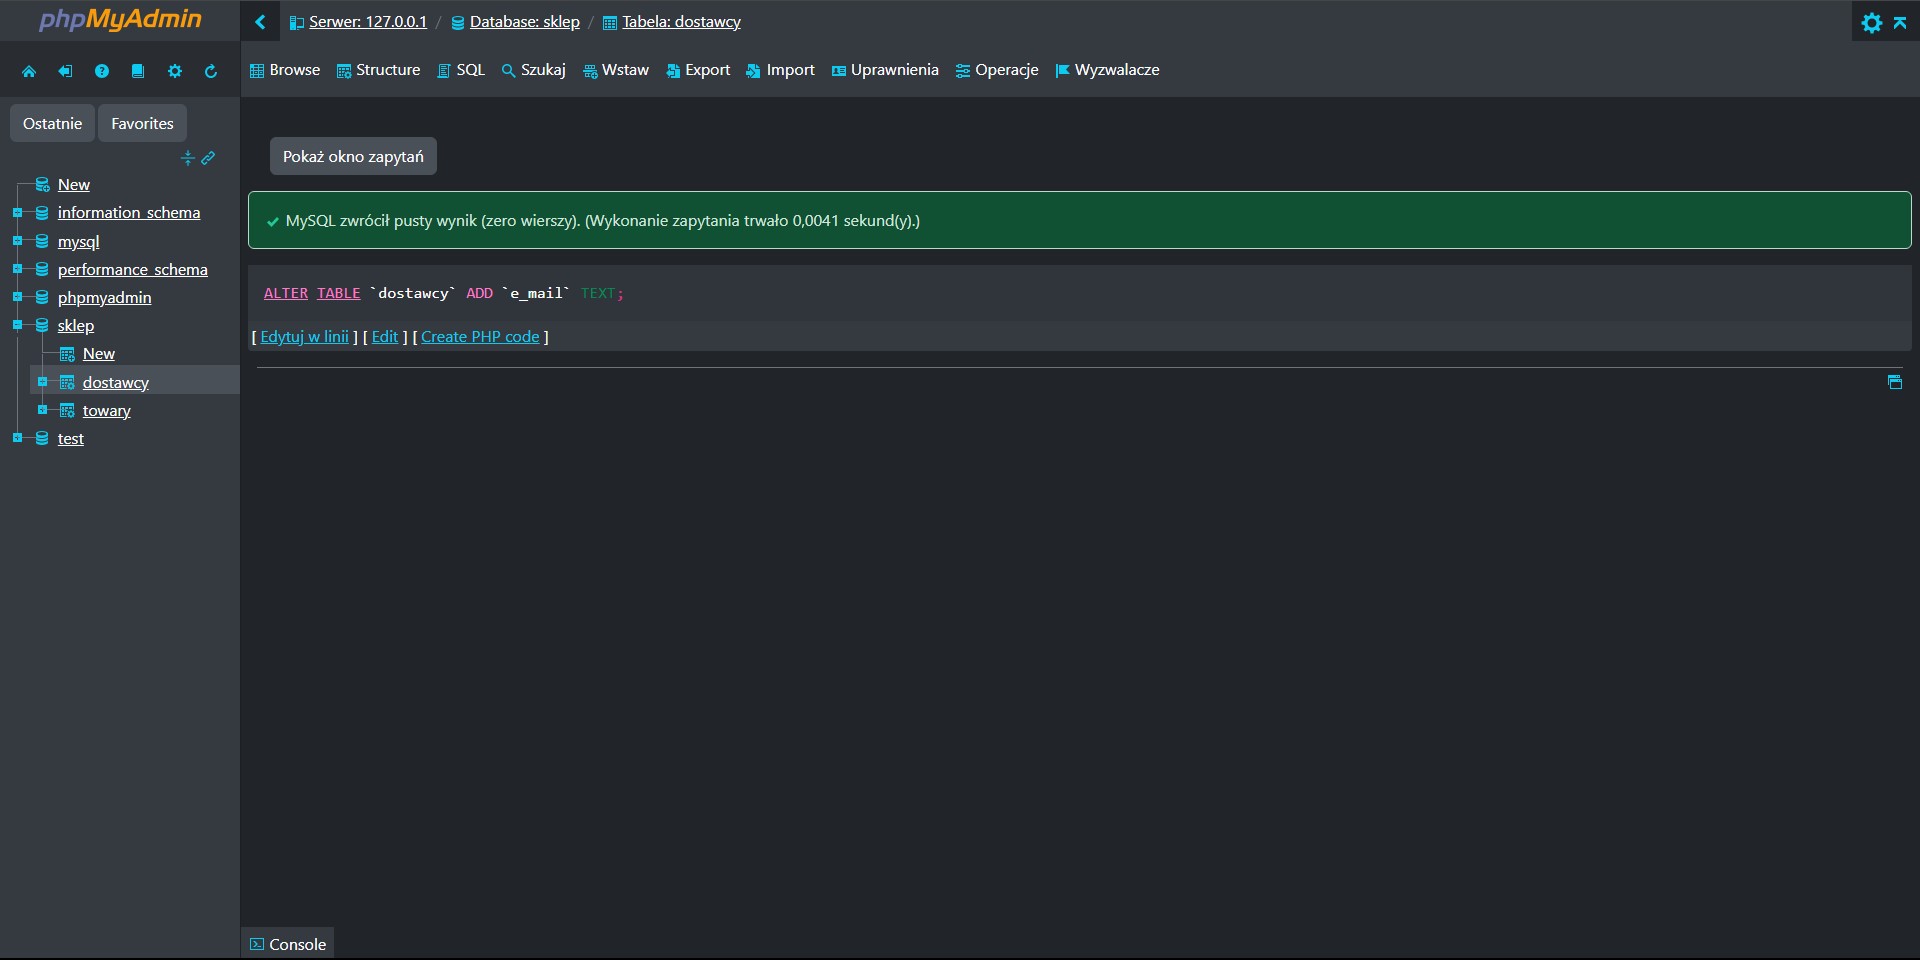 phpMyAdmin
Serwer: 127.0.0.1 / Database: sklep / Tabela: dostawcy
Browse Structure SQL Szukaj Wstaw Export Import Uprawnienia Operacje Wyzwalacze
Ostatnie Favorites
New
information_schema
mysql
performance_schema
phpmyadmin
sklep
New
dostawcy
towary
test
Pokaż okno zapytań
MySQL zwrócił pusty wynik (zero wierszy). (Wykonanie zapytania trwało 0,0041 sekund(y).)
ALTER TABLE `dostawcy` ADD `e_mail` TEXT;
[ Edytuj w linii ] [ Edit ] [ Create PHP code ]
Console